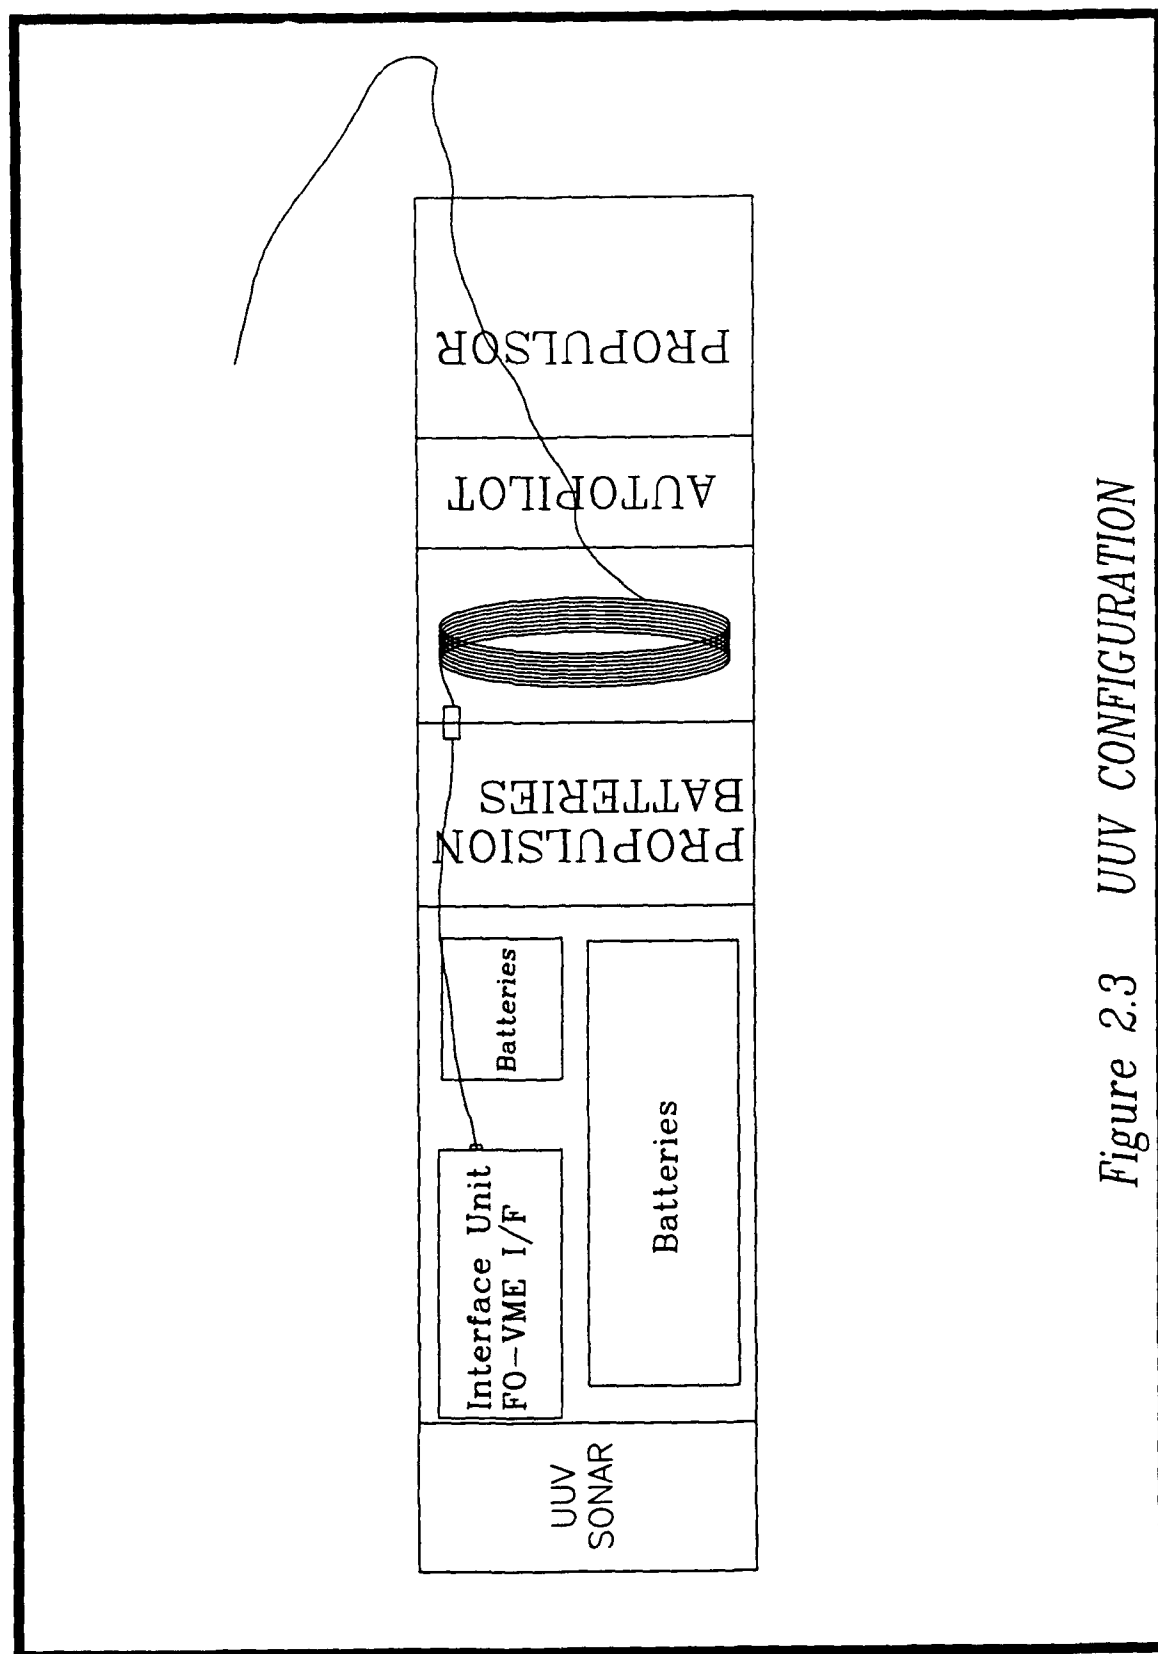 UUV
SONAR
Interface Unit
FO-VME I/F
Batteries
Batteries
PROPULSION
BATTERIES
AUTOPILOT
PROPULSOR
Figure 2.3 UUV CONFIGURATION